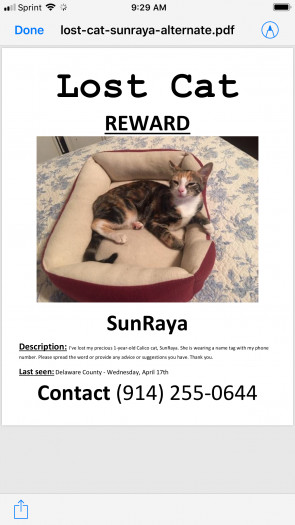 Sprint 9:29 AM
Done lost-cat-sunraya-alternate.pdf
Lost Cat
REWARD
SunRaya
Description: I've lost my precious 1-year-old Calico cat, SunRaya. She is wearing a name tag with my phone
number. Please spread the word or provide any advice or suggestions you have. Thank you.
Last seen: Delaware County - Wednesday, April 17th
Contact (914) 255-0644